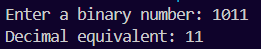 Enter a binary number: 1011
Decimal equivalent: 11